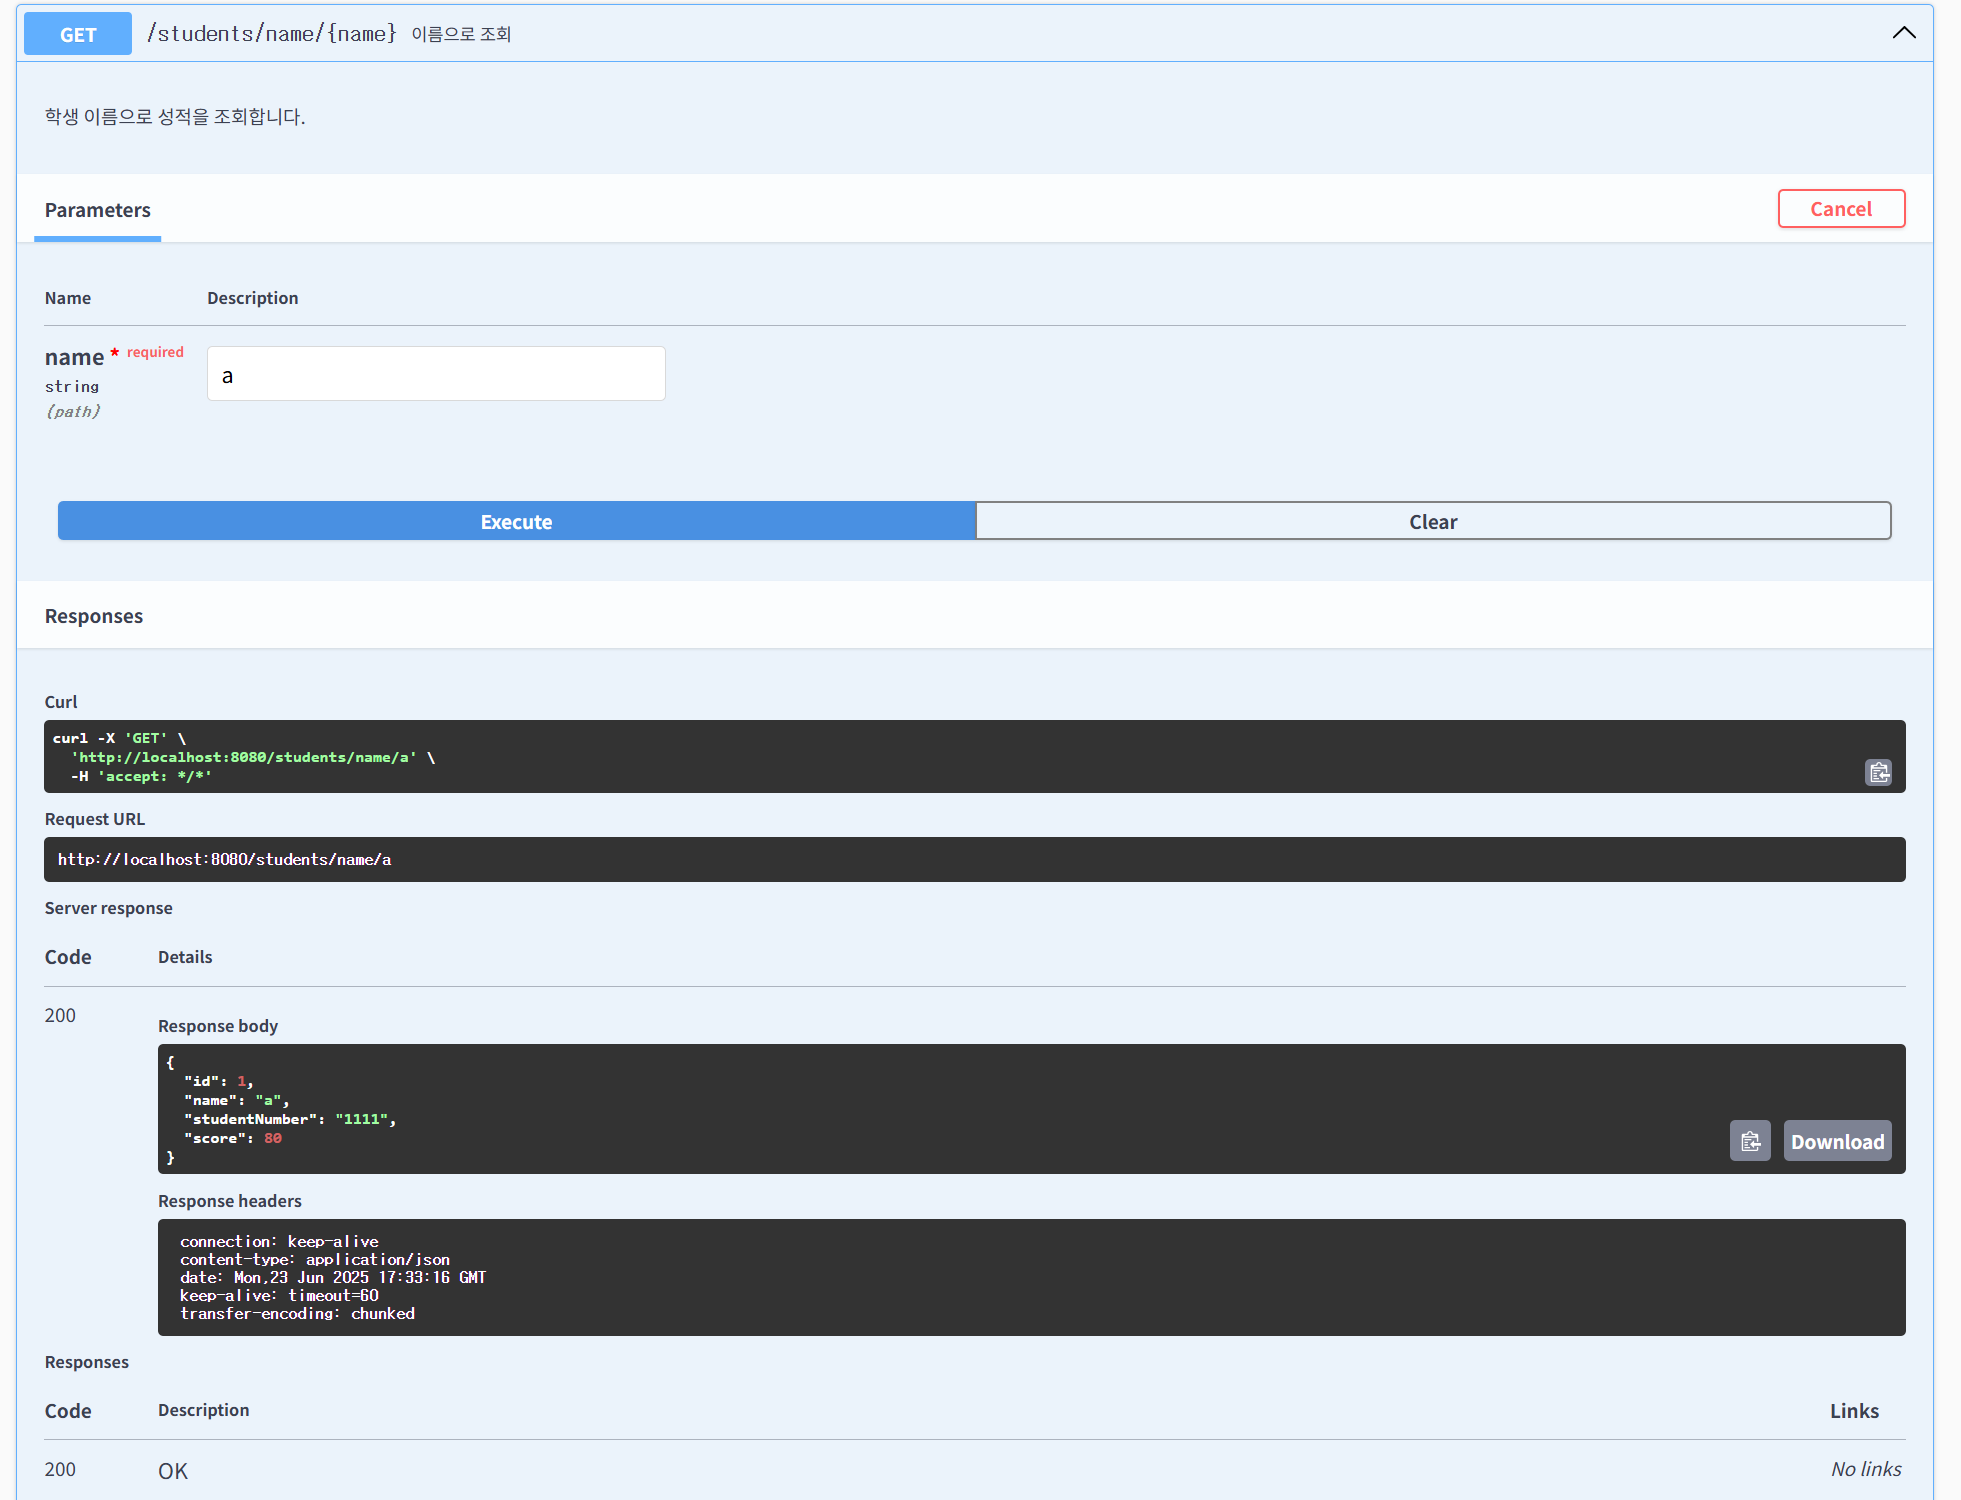 GET /students/name/{name} 이름으로 조회
학생 이름으로 성적을 조회합니다.
Parameters Cancel
Name Description
name * required
a
string
(path)
Execute Clear
Responses
Curl
curl -X 'GET' \
  'http://localhost:8080/students/name/a' \
  -H 'accept: */*'
Request URL
http://localhost:8080/students/name/a
Server response
Code Details
200
Response body
{
  "id": 1,
  "name": "a",
  "studentNumber": "1111",
  "score": 80
}
Download
Response headers
connection: keep-alive
content-type: application/json
date: Mon,23 Jun 2025 17:33:16 GMT
keep-alive: timeout=60
transfer-encoding: chunked
Responses
Code Description Links
200 OK No links